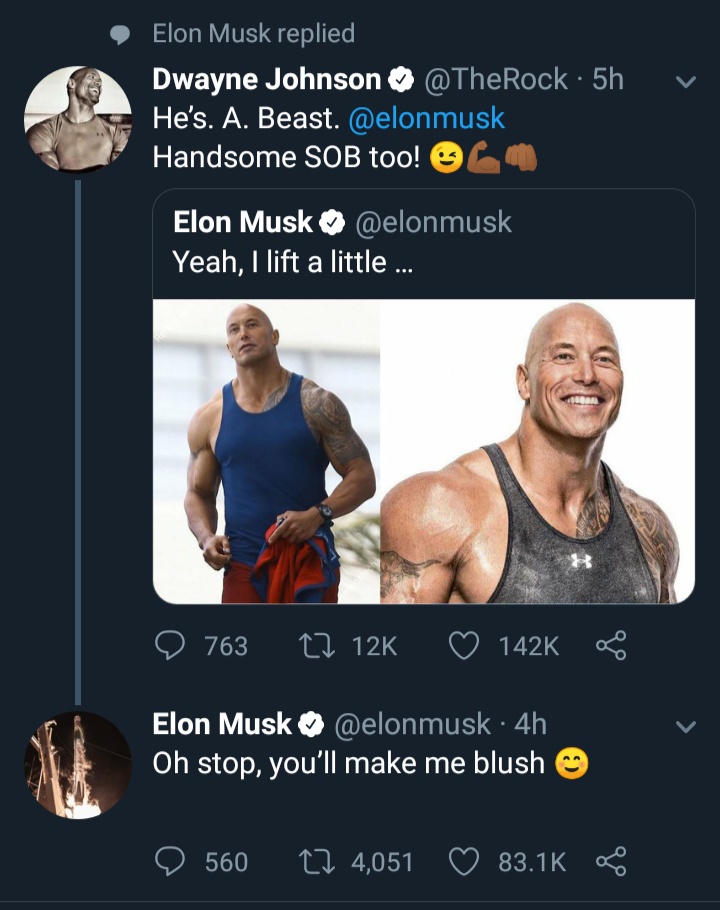 Elon Musk replied
Dwayne Johnson @TheRock · 5h
He's. A. Beast. @elonmusk
Handsome SOB too! 😉💪🏾👊🏾
Elon Musk @elonmusk
Yeah, I lift a little ...
763 12K 142K
Elon Musk @elonmusk · 4h
Oh stop, you'll make me blush 😊
560 4,051 83.1K